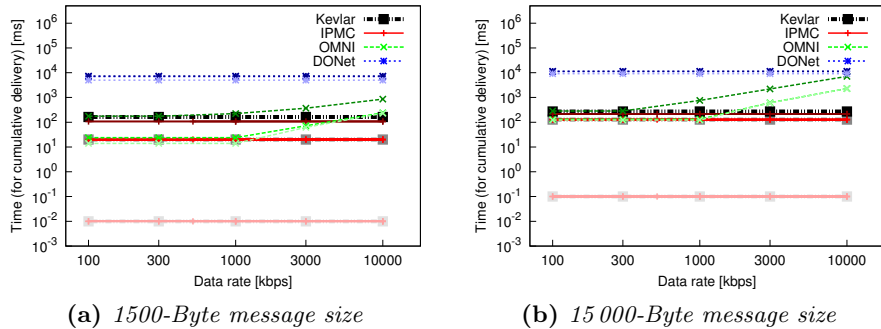 Time (for cumulative delivery) [ms]
10^6
10^5
10^4
10^3
10^2
10^1
10^0
10^-1
10^-2
10^-3
Kevlar
IPMC
OMNI
DONet
100 300 1000 3000 10000
Data rate [kbps]
(a) 1500-Byte message size
Time (for cumulative delivery) [ms]
10^6
10^5
10^4
10^3
10^2
10^1
10^0
10^-1
10^-2
10^-3
Kevlar
IPMC
OMNI
DONet
100 300 1000 3000 10000
Data rate [kbps]
(b) 15 000-Byte message size